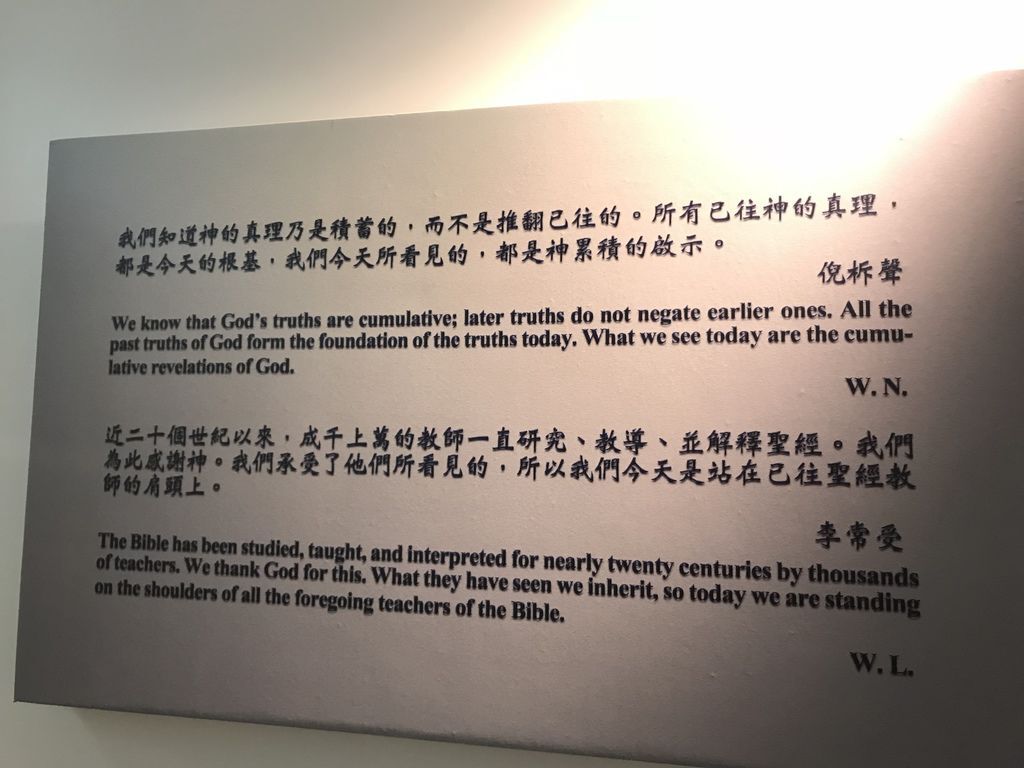 我們知道神的真理乃是積蓄的，而不是推翻已往的。所有已往神的真理，
都是今天的根基，我們今天所看見的，都是神累積的啟示。
倪柝聲
We know that God's truths are cumulative; later truths do not negate earlier ones. All the
past truths of God form the foundation of the truths today. What we see today are the cumu-
lative revelations of God.
W. N.
近二十個世紀以來，成千上萬的教師一直研究、教導、並解釋聖經。我們
為此感謝神。我們承受了他們所看見的，所以我們今天是站在已往聖經教
師的肩頭上。
李常受
The Bible has been studied, taught, and interpreted for nearly twenty centuries by thousands
of teachers. We thank God for this. What they have seen we inherit, so today we are standing
on the shoulders of all the foregoing teachers of the Bible.
W. L.